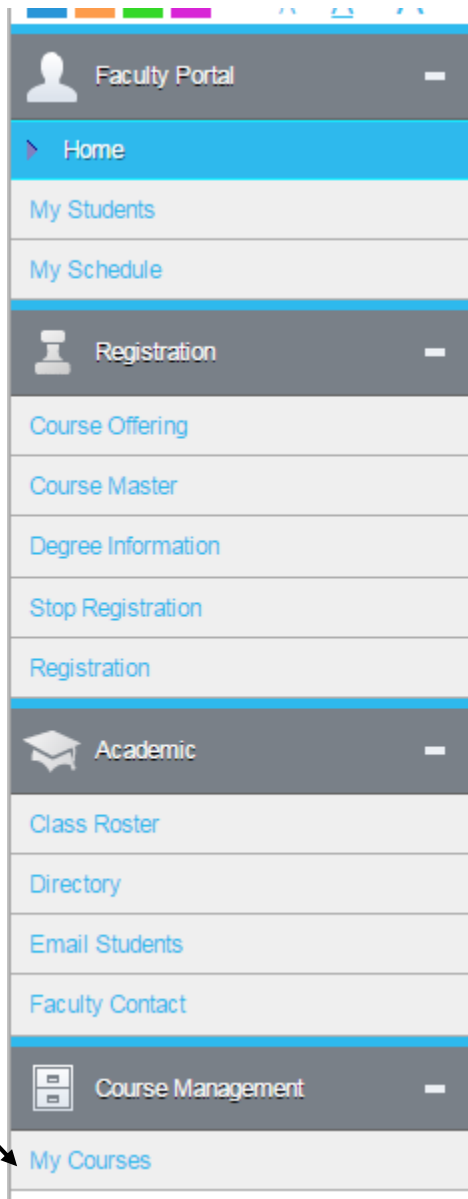 Faculty Portal
Home
My Students
My Schedule
Registration
Course Offering
Course Master
Degree Information
Stop Registration
Registration
Academic
Class Roster
Directory
Email Students
Faculty Contact
Course Management
My Courses